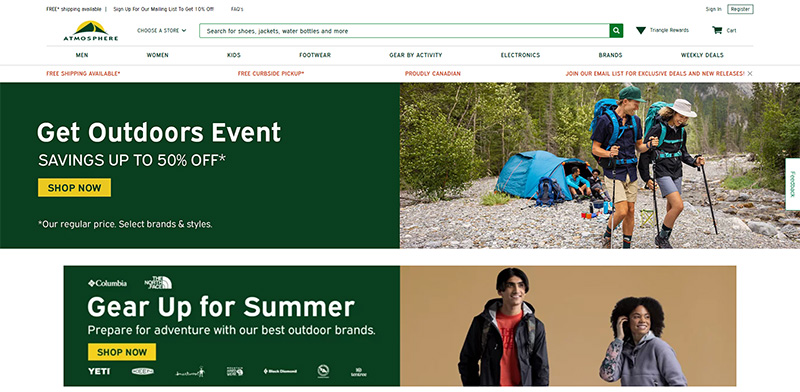 FREE* shipping available | Sign Up For Our Mailing List To Get 10% Off FAQ's Sign In Register
ATMOSPHERE
CHOOSE A STORE
Search for shoes, jackets, water bottles and more
Triangle Rewards
Cart
MEN WOMEN KIDS FOOTWEAR GEAR BY ACTIVITY ELECTRONICS BRANDS WEEKLY DEALS
FREE SHIPPING AVAILABLE* FREE CURBSIDE PICKUP* PROUDLY CANADIAN JOIN OUR EMAIL LIST FOR EXCLUSIVE DEALS AND NEW RELEASES! ×
Get Outdoors Event
SAVINGS UP TO 50% OFF*
SHOP NOW
*Our regular price. Select brands & styles.
Feedback
Columbia
THE
NORTH
FACE
Gear Up for Summer
Prepare for adventure with our best outdoor brands.
SHOP NOW
YETI KEEN Black Diamond